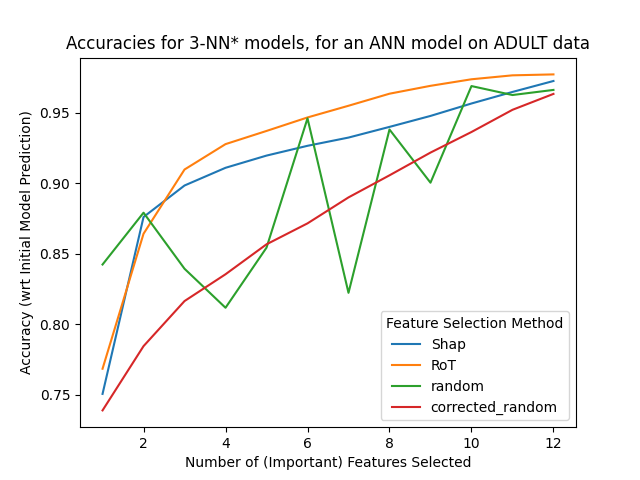 Accuracies for 3-NN* models, for an ANN model on ADULT data
Accuracy (wrt Initial Model Prediction)
0.95
0.90
0.85
0.80
0.75
Feature Selection Method
Shap
RoT
random
corrected_random
2 4 6 8 10 12
Number of (Important) Features Selected